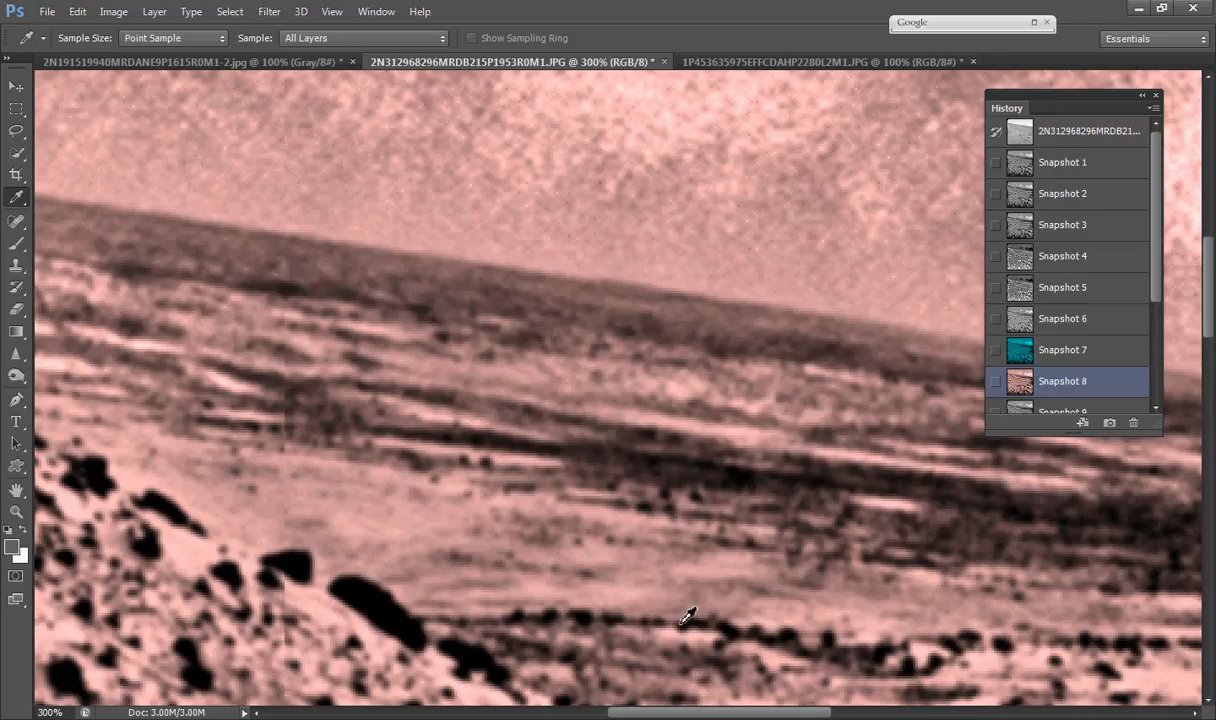 Ps File Edit Image Layer Type Select Filter 3D View Window Help
Google
Sample Size: Point Sample Sample: All Layers Show Sampling Ring Essentials
2N191519940MRDANE9P1615R0M1-2.jpg @ 100% (Gray/8#) * × 2N312968296MRDB215P1953R0M1.JPG @ 300% (RGB/8) * × 1P453635975EFFCDAHP2280L2M1.JPG @ 100% (RGB/8#) * ×
History
2N312968296MRDB21...
Snapshot 1
Snapshot 2
Snapshot 3
Snapshot 4
Snapshot 5
Snapshot 6
Snapshot 7
Snapshot 8
Snapshot 9
T
300% Doc: 3.00M/3.00M